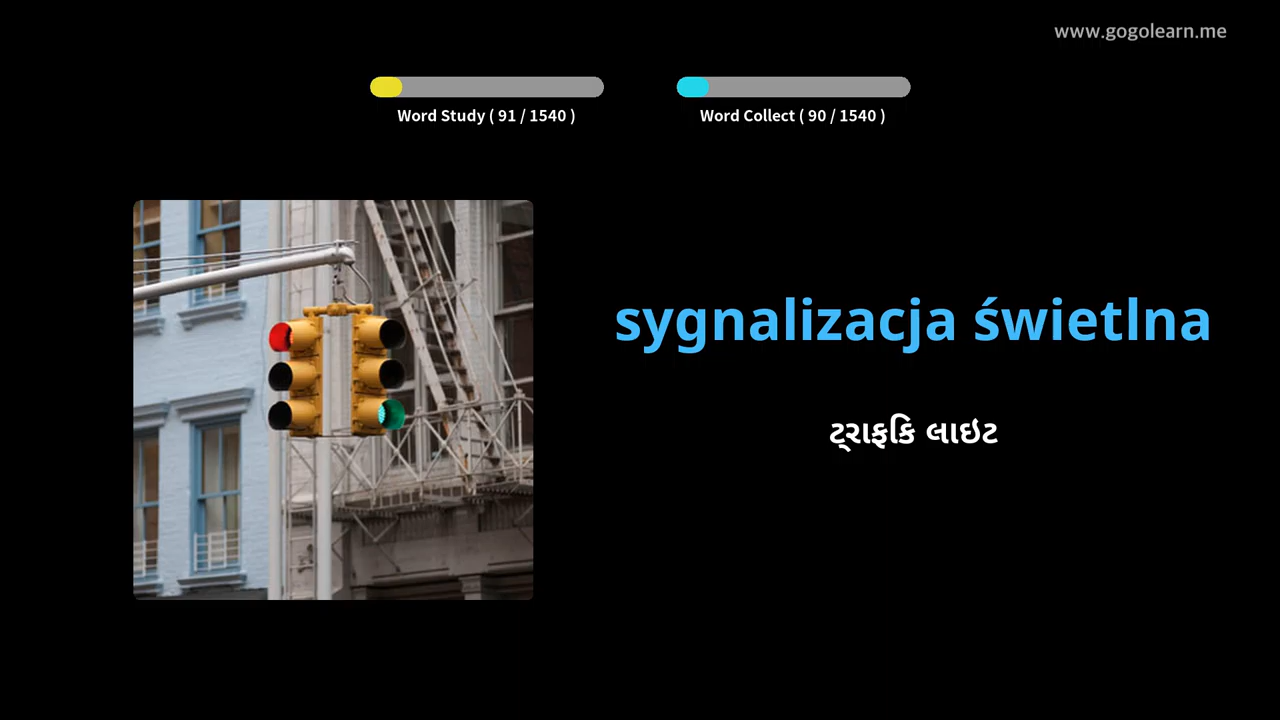 www.gogolearn.me
Word Study ( 91 / 1540 )
Word Collect ( 90 / 1540 )
sygnalizacja świetlna
ટ્રાફિક લાઇટ